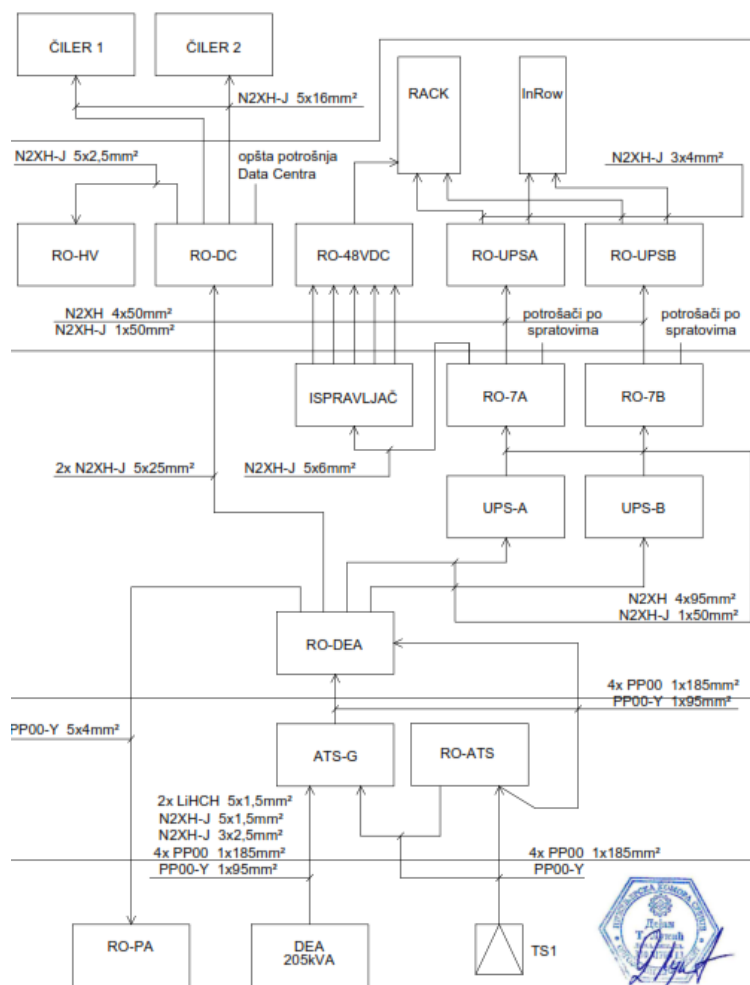 ČILER 1
ČILER 2
N2XH-J 5x16mm²
RACK
InRow
N2XH-J 5x2,5mm²
opšta potrošnja
Data Centra
N2XH-J 3x4mm²
RO-HV
RO-DC
RO-48VDC
RO-UPSA
RO-UPSB
N2XH 4x50mm²
N2XH-J 1x50mm²
potrošači po
spratovima
potrošači po
spratovima
ISPRAVLJAČ
RO-7A
RO-7B
2x N2XH-J 5x25mm²
N2XH-J 5x6mm²
UPS-A
UPS-B
N2XH 4x95mm²
N2XH-J 1x50mm²
RO-DEA
4x PP00 1x185mm²
PP00-Y 1x95mm²
PP00-Y 5x4mm²
ATS-G
RO-ATS
2x LiHCH 5x1,5mm²
N2XH-J 5x1,5mm²
N2XH-J 3x2,5mm²
4x PP00 1x185mm²
PP00-Y 1x95mm²
4x PP00 1x185mm²
PP00-Y
RO-PA
DEA
205kVA
TS1